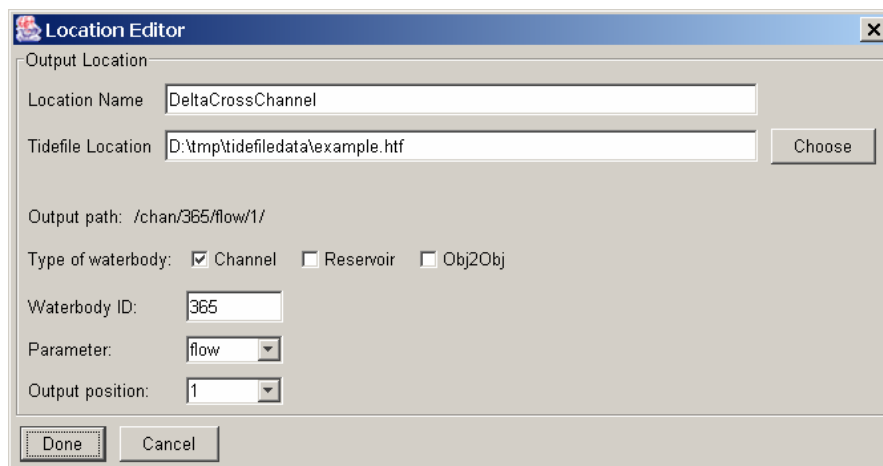 Location Editor
Output Location
Location Name DeltaCrossChannel
Tidefile Location D:\tmp\tidefiledata\example.htf Choose
Output path: /chan/365/flow/1/
Type of waterbody: Channel Reservoir Obj2Obj
Waterbody ID: 365
Parameter: flow
Output position: 1
Done Cancel